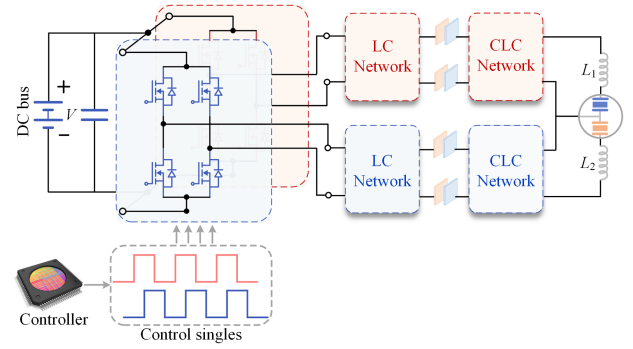 DC bus
+
V
−
LC
Network
CLC
Network
L1
LC
Network
CLC
Network
L2
Controller
Control singles